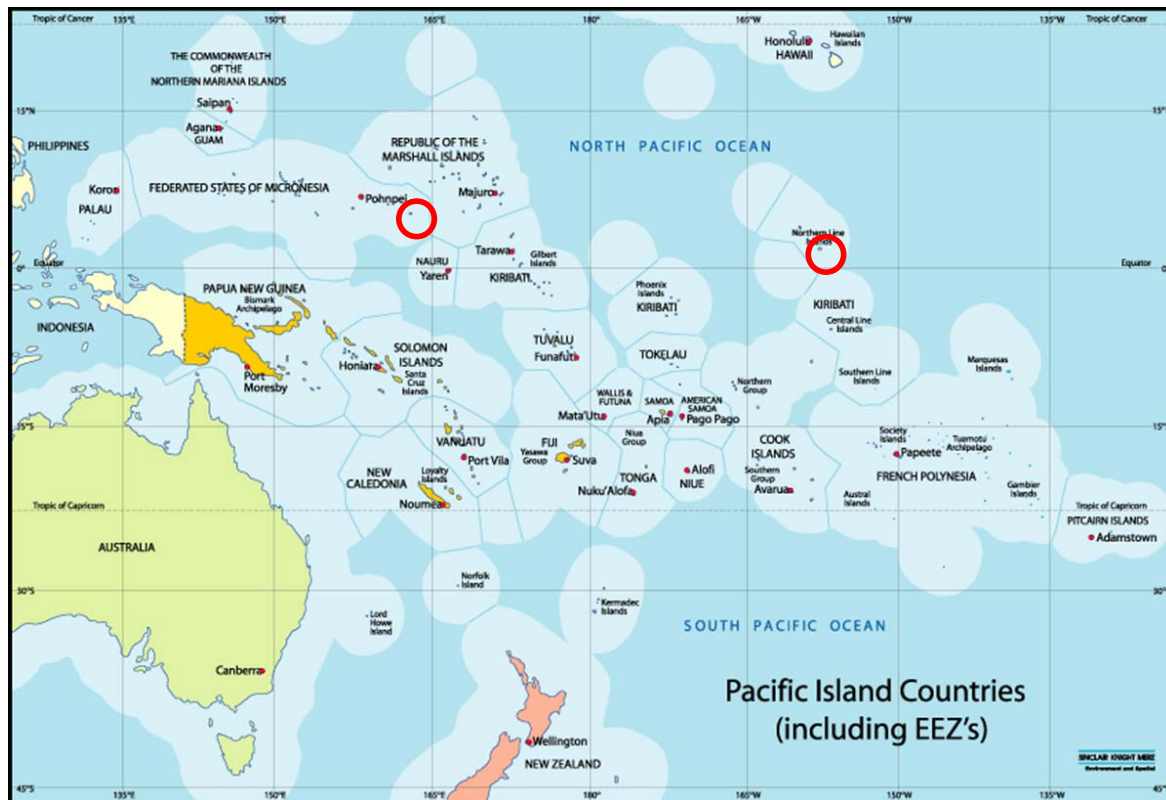 Tropic of Cancer
135°E
150°E
165°E
180°
165°W
150°W
135°W
Tropic of Cancer
Honolulu
HAWAII
Hawaiian
Islands
THE COMMONWEALTH
OF THE
NORTHERN MARIANA ISLANDS
Saipan
15°N
Agana
GUAM
PHILIPPINES
REPUBLIC OF THE
MARSHALL ISLANDS
NORTH PACIFIC OCEAN
Koror
PALAU
FEDERATED STATES OF MICRONESIA
Pohnpei
Majuro
Northern Line
Islands
Tarawa
Gilbert
Islands
KIRIBATI
NAURU
Yaren
Equator
0°
Equator
PAPUA NEW GUINEA
Bismark
Archipelago
Phoenix
Islands
KIRIBATI
KIRIBATI
Central Line
Islands
INDONESIA
SOLOMON
ISLANDS
Honiara
Santa
Cruz
Islands
TUVALU
Funafuti
TOKELAU
Marquesas
Islands
Port
Moresby
Northern
Group
Southern Line
Islands
WALLIS &
FUTUNA
Mata'Utu
SAMOA
Apia
AMERICAN
SAMOA
Pago Pago
VANUATU
Port Vila
FIJI
Yasawa
Group
Suva
Niua
Group
COOK
ISLANDS
Society
Islands
Papeete
Tuemotu
Archipelago
FRENCH POLYNESIA
NEW
CALEDONIA
Loyalty
Islands
Noumea
TONGA
Nuku'Alofa
Alofi
NIUE
Southern
Group
Avarua
Austral
Islands
Gambier
Islands
Tropic of Capricorn
Tropic of Capricorn
PITCAIRN ISLANDS
Adamstown
AUSTRALIA
Norfolk
Island
30°S
Kermadec
Islands
Lord
Howe
Island
SOUTH PACIFIC OCEAN
Canberra
Pacific Island Countries
(including EEZ's)
Wellington
NEW ZEALAND
SINCLAIR KNIGHT MERZ
Environment and Spatial
45°S
135°E
150°E
165°E
180°
165°W
150°W
135°W